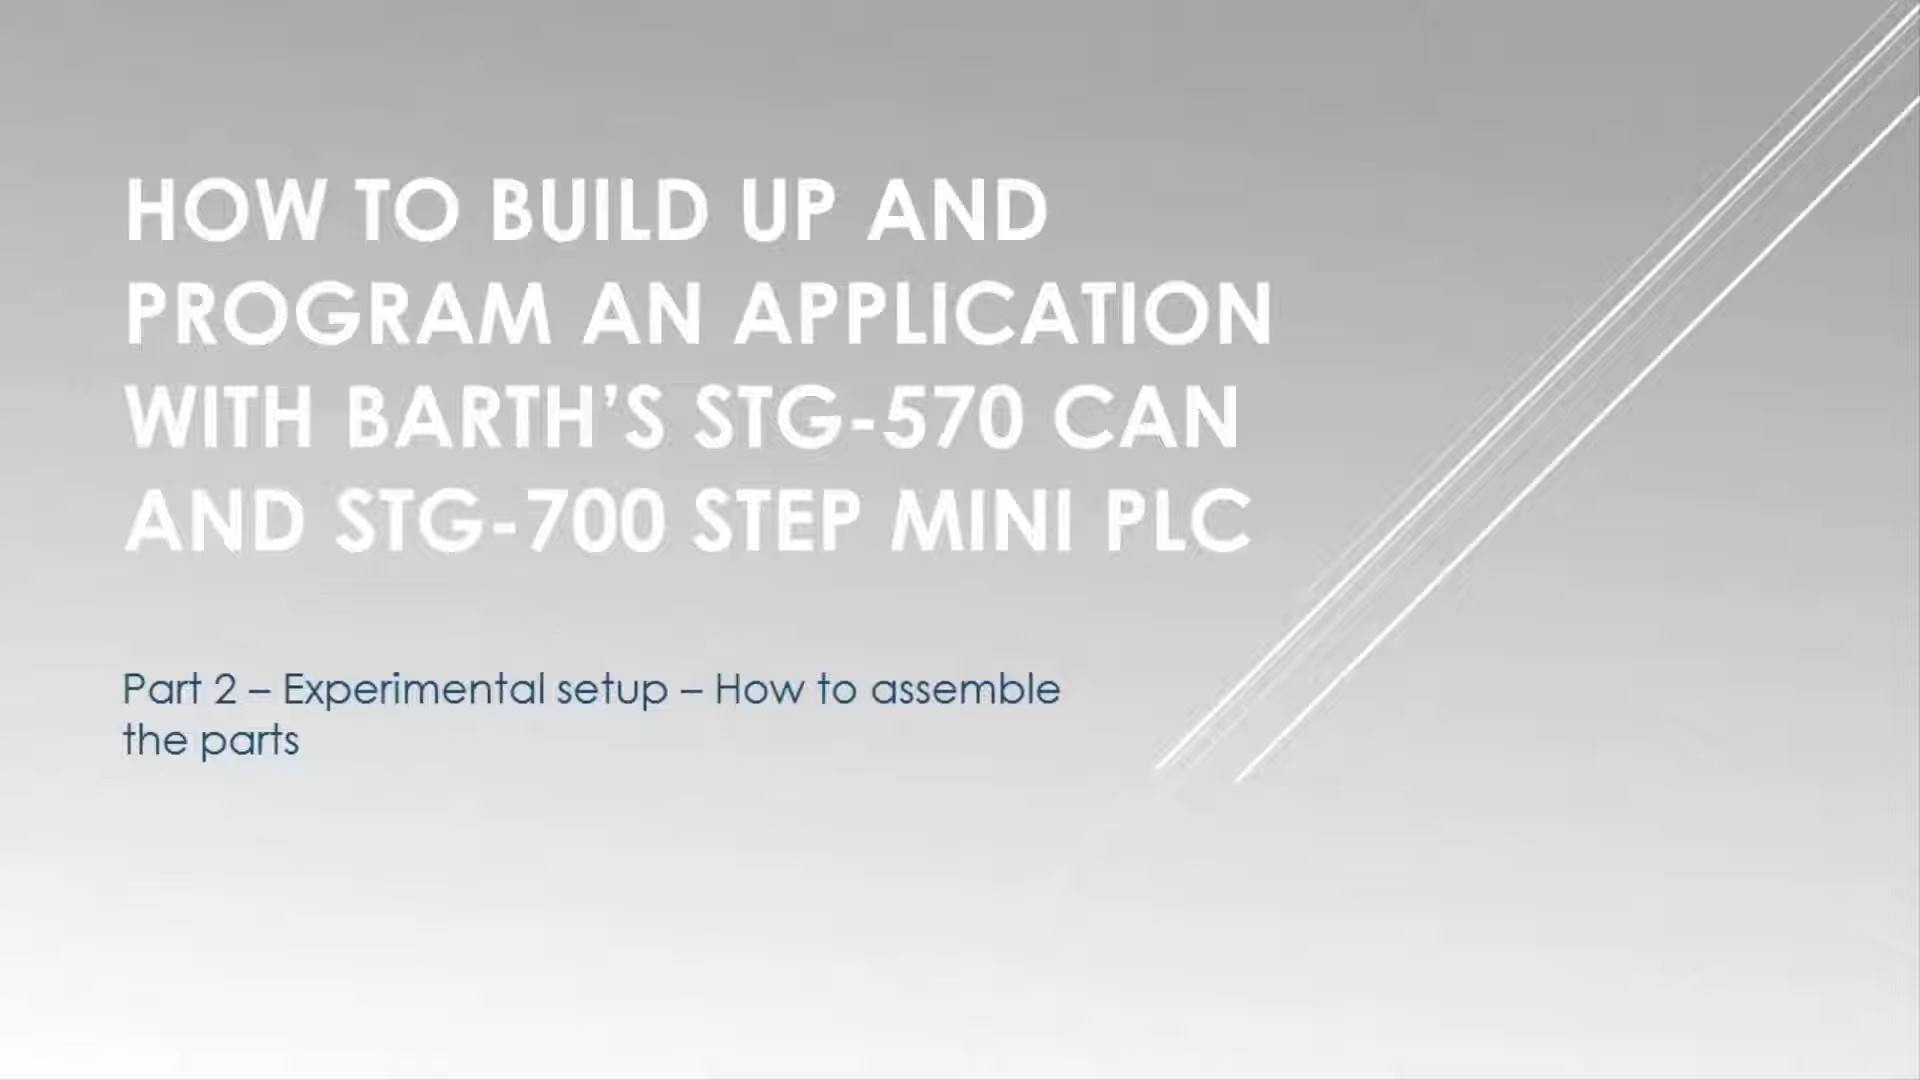 HOW TO BUILD UP AND
PROGRAM AN APPLICATION
WITH BARTH’S STG-570 CAN
AND STG-700 STEP MINI PLC
Part 2 – Experimental setup – How to assemble
the parts